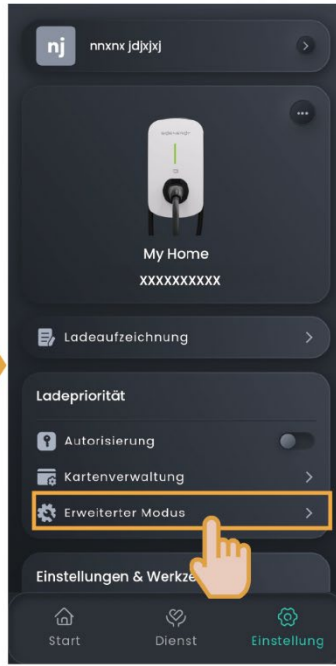 nj nnxnx jdjxjxj
My Home
XXXXXXXXXX
Ladeaufzeichnung
Ladepriorität
Autorisierung
Kartenverwaltung
Erweiterter Modus
Einstellungen & Werkze
Start Dienst Einstellung